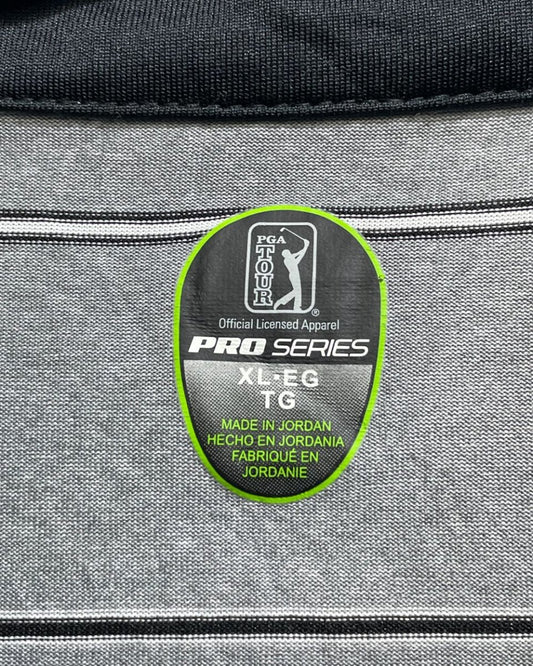 PGA
TOUR
®
Official Licensed Apparel
PRO SERIES
XL·EG
TG
MADE IN JORDAN
HECHO EN JORDANIA
FABRIQUÉ EN
JORDANIE